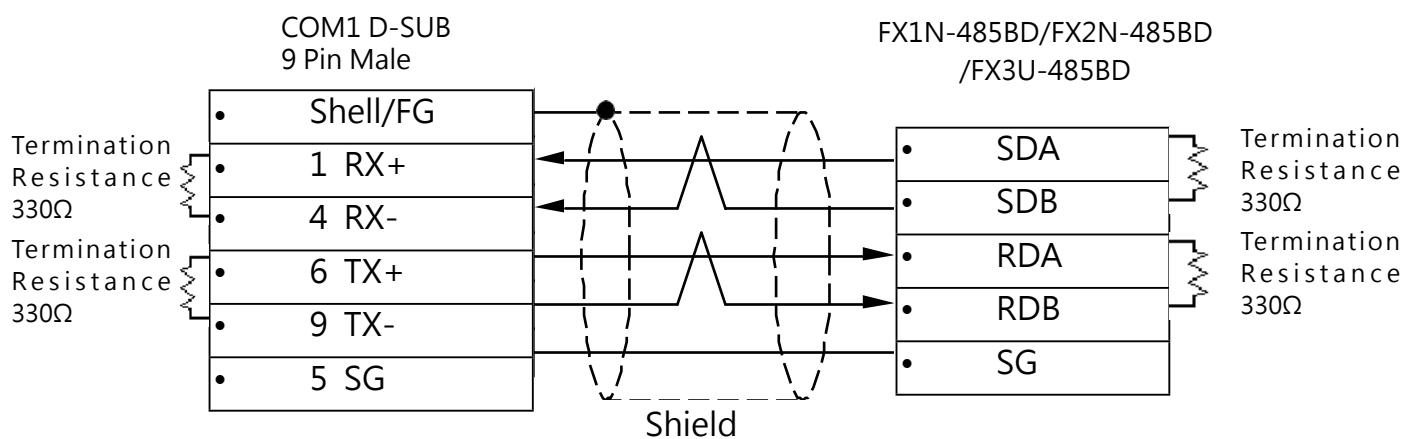 COM1 D-SUB
9 Pin Male
FX1N-485BD/FX2N-485BD
/FX3U-485BD
Shell/FG
1 RX+
4 RX-
6 TX+
9 TX-
5 SG
Termination
Resistance
330Ω
Termination
Resistance
330Ω
SDA
SDB
RDA
RDB
SG
Termination
Resistance
330Ω
Termination
Resistance
330Ω
Shield